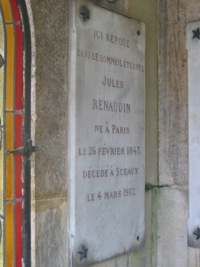 ICI REPOSE
DANS LE SOMMEIL ETERNEL
JULES
RENAUDIN
NÉ À PARIS
LE 26 FÉVRIER 1843
DÉCÉDÉ À SCEAUX
LE 4 MARS 1902